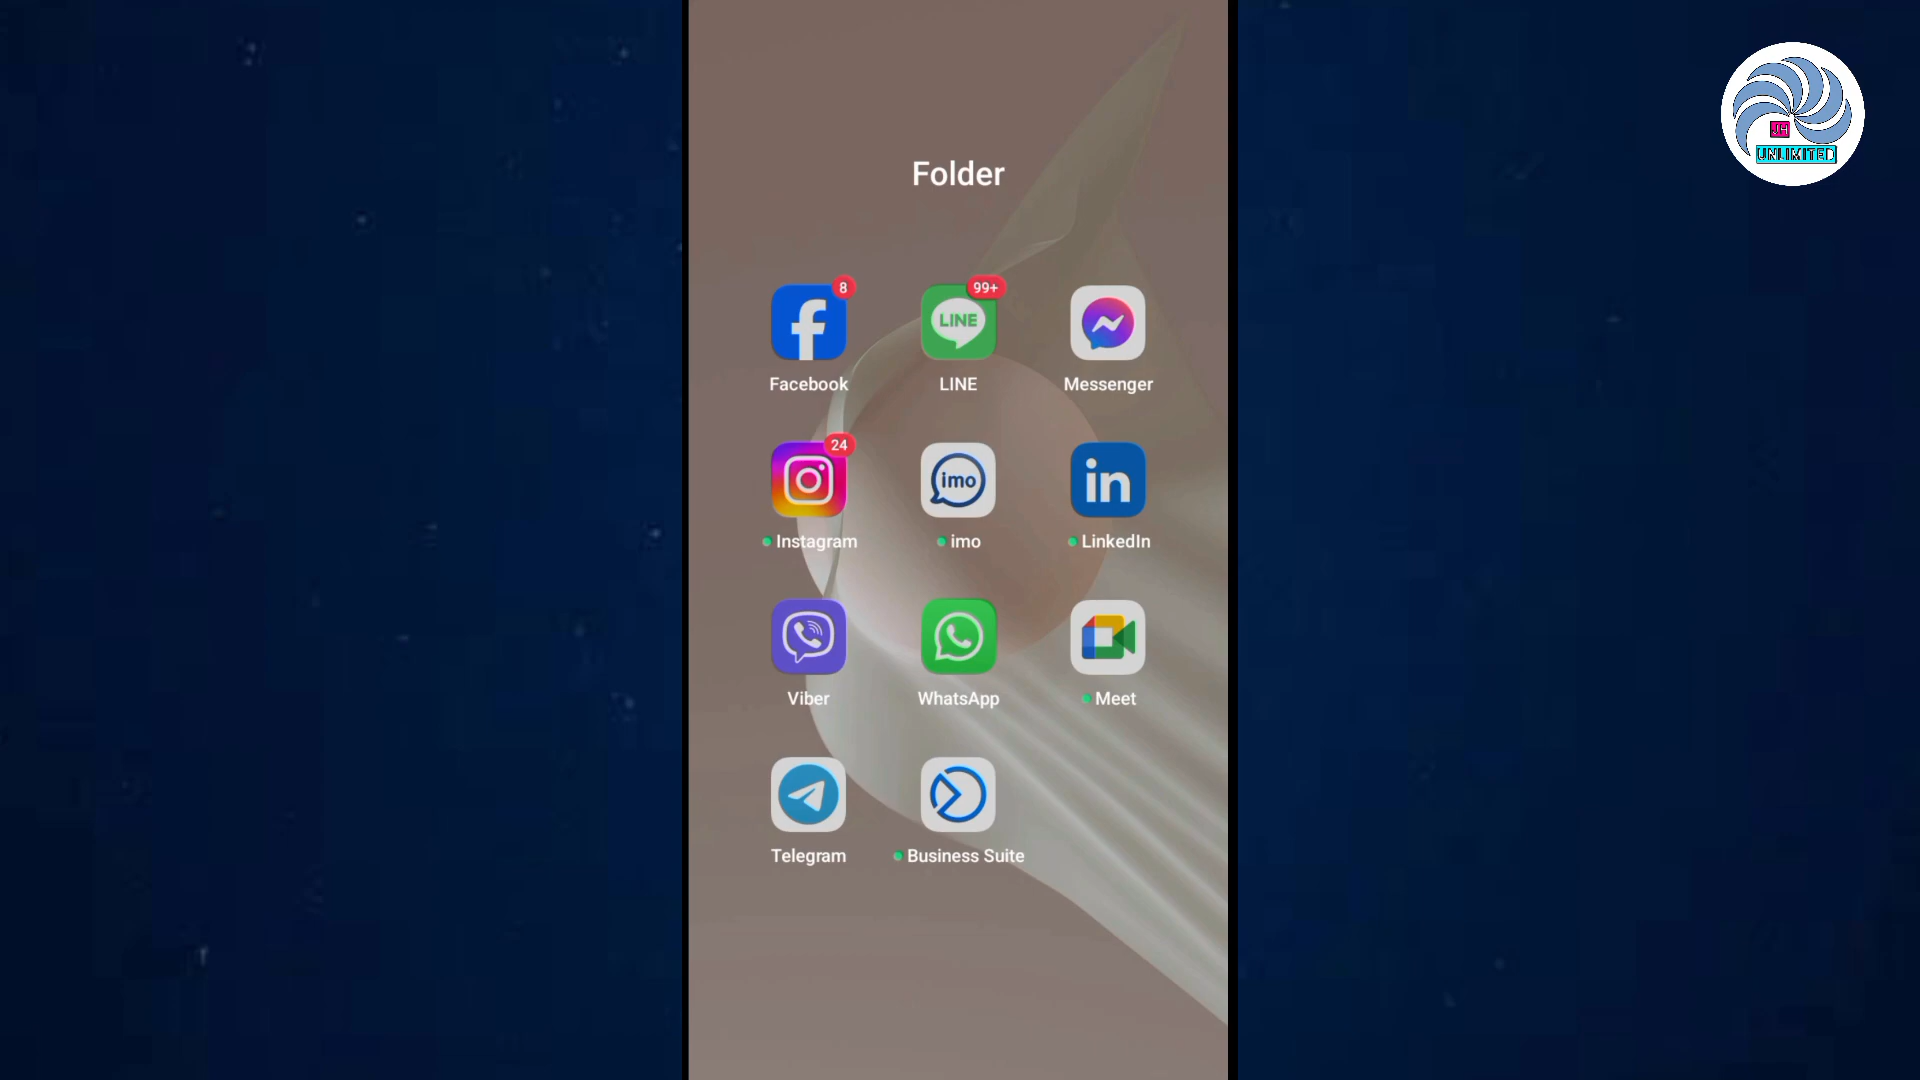 JH
UNLIMITED
Folder
8
99+
f
LINE
Facebook
LINE
Messenger
24
imo
in
Instagram
imo
LinkedIn
Viber
WhatsApp
Meet
Telegram
Business Suite